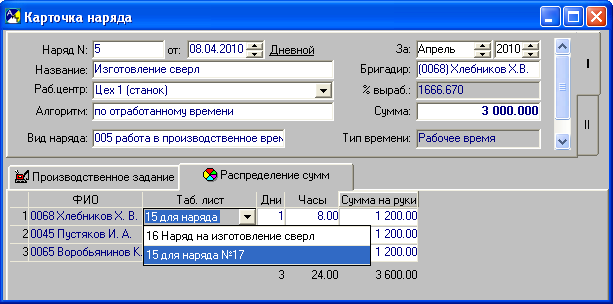 Карточка наряда
Наряд N: 5 от: 08.04.2010 Дневной За: Апрель 2010
Название: Изготовление сверл Бригадир: (0068) Хлебников Х.В.
Раб.центр: Цех 1 (станок) % выраб.: 1666.670
Алгоритм: по отработанному времени Сумма: 3 000.000
Вид наряда: 005 работа в производственное врем Тип времени: Рабочее время
I
II
Производственное задание Распределение сумм
ФИО Таб. лист Дни Часы Сумма на руки
1 0068 Хлебников Х. В. 15 для наряда 1 8.00 1 200.00
2 0045 Пустяков И. А. 16 Наряд на изготовление сверл 1 200.00
3 0065 Воробьянинов К. 15 для наряда №17 1 200.00
3 24.00 3 600.00